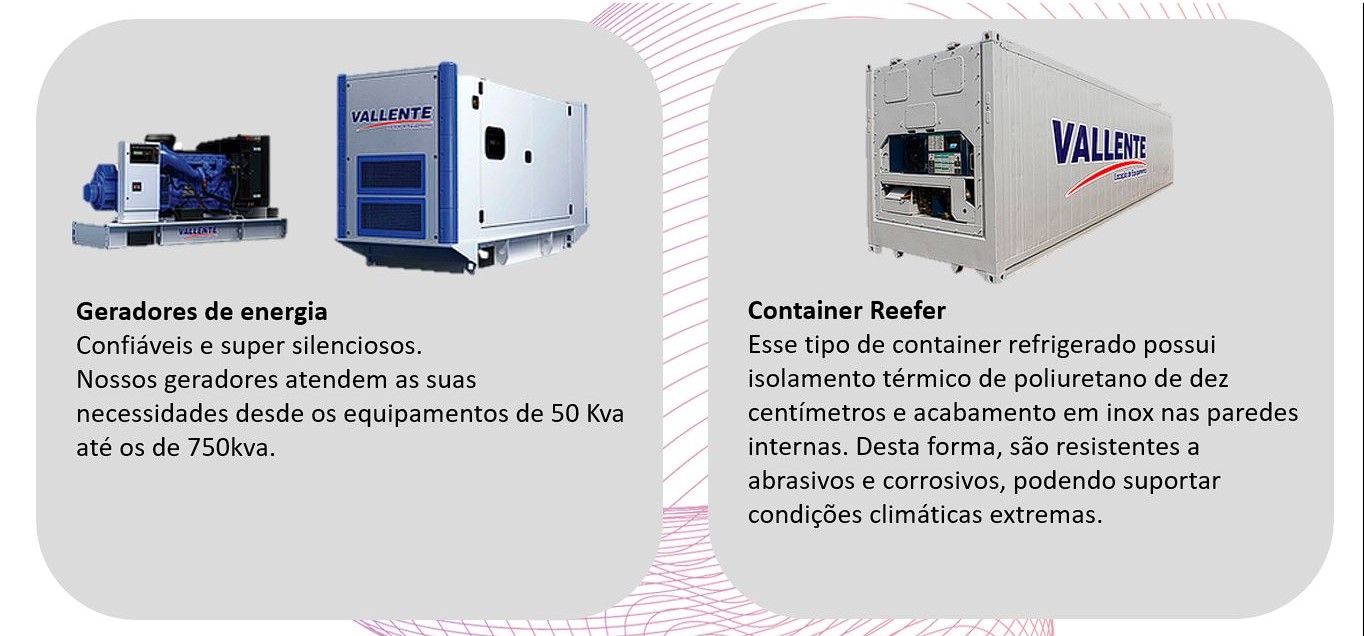 VALLENTE
VALLENTE
VALLENTE
Locação de Equipamentos
Geradores de energia
Confiáveis e super silenciosos.
Nossos geradores atendem as suas
necessidades desde os equipamentos de 50 Kva
até os de 750kva.
Container Reefer
Esse tipo de container refrigerado possui
isolamento térmico de poliuretano de dez
centímetros e acabamento em inox nas paredes
internas. Desta forma, são resistentes a
abrasivos e corrosivos, podendo suportar
condições climáticas extremas.